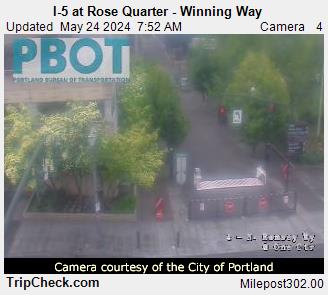 I-5 at Rose Quarter - Winning Way
Updated May 24 2024 7:52 AM Camera 4
PBOT
PORTLAND BUREAU OF TRANSPORTATION
Camera courtesy of the City of Portland
TripCheck.com Milepost302.00